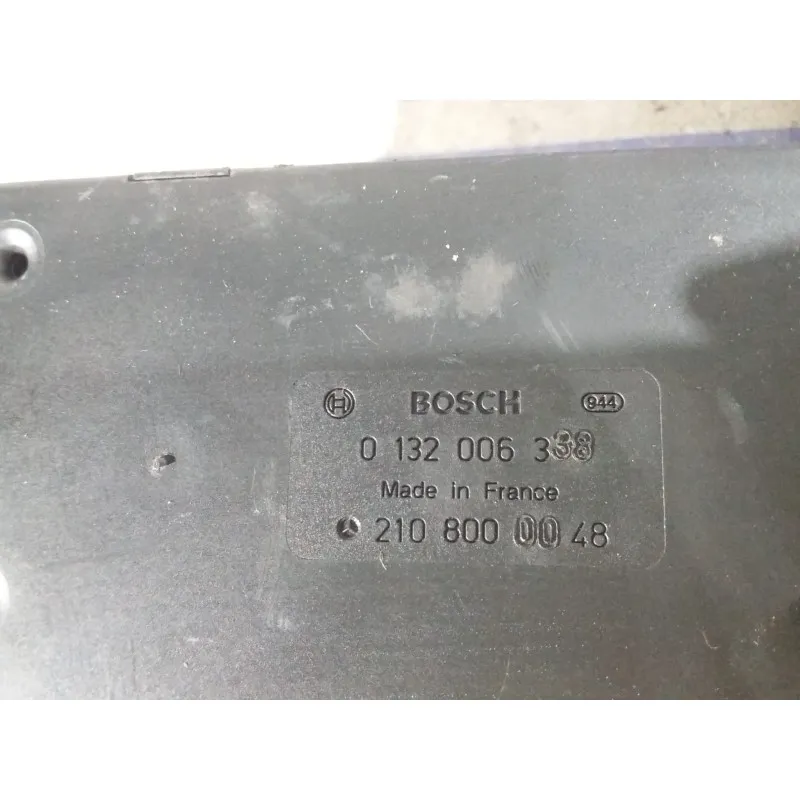 BOSCH 944
0 132 006 338
Made in France
210 800 00 48